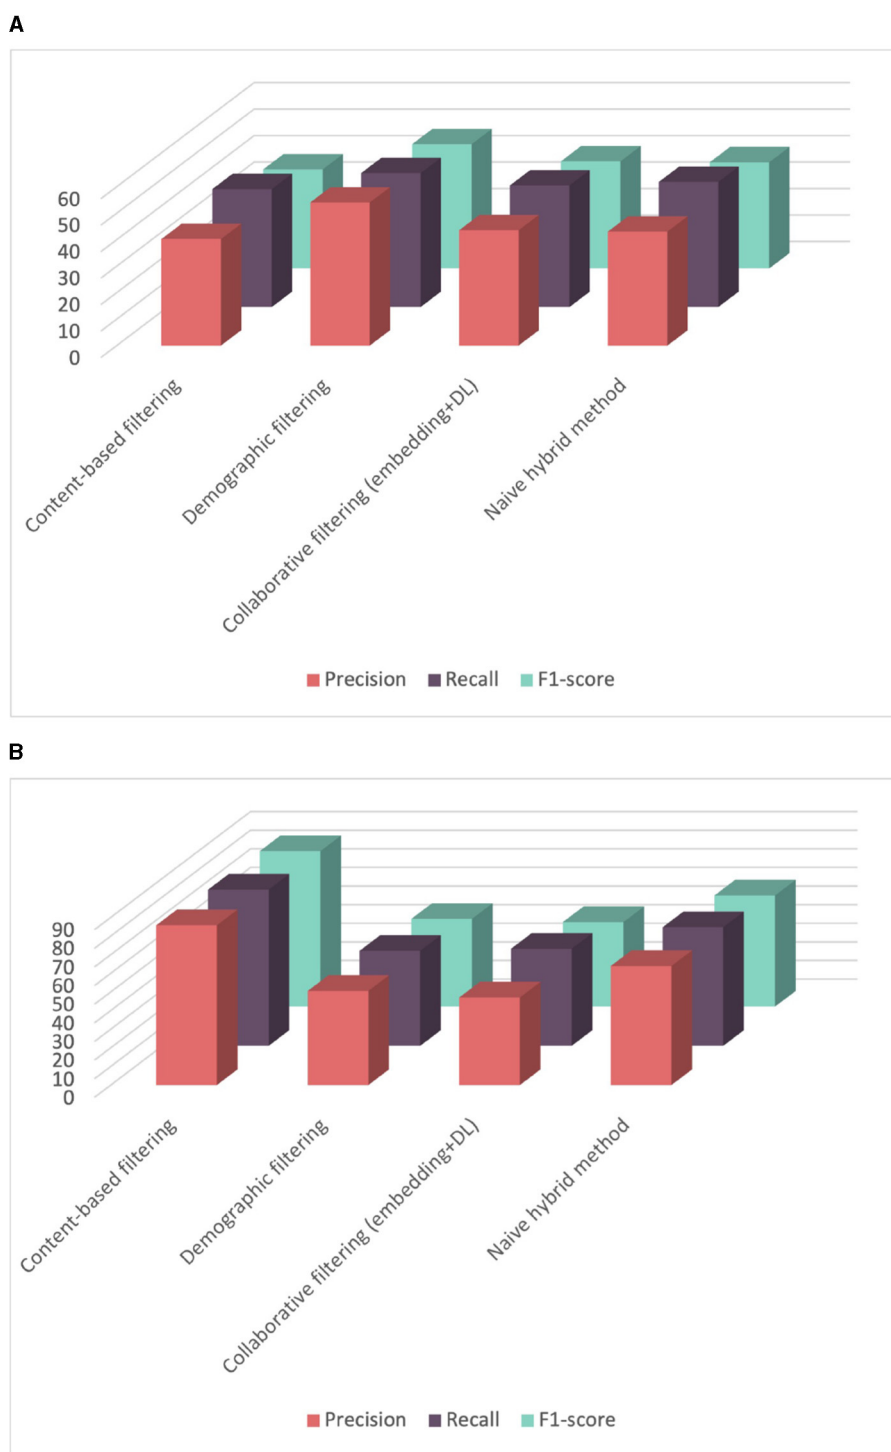 A
60
50
40
30
20
10
0
Content-based filtering
Demographic filtering
Collaborative filtering (embedding+DL)
Naive hybrid method
Precision Recall F1-score
B
90
80
70
60
50
40
30
20
10
0
Content-based filtering
Demographic filtering
Collaborative filtering (embedding+DL)
Naive hybrid method
Precision Recall F1-score